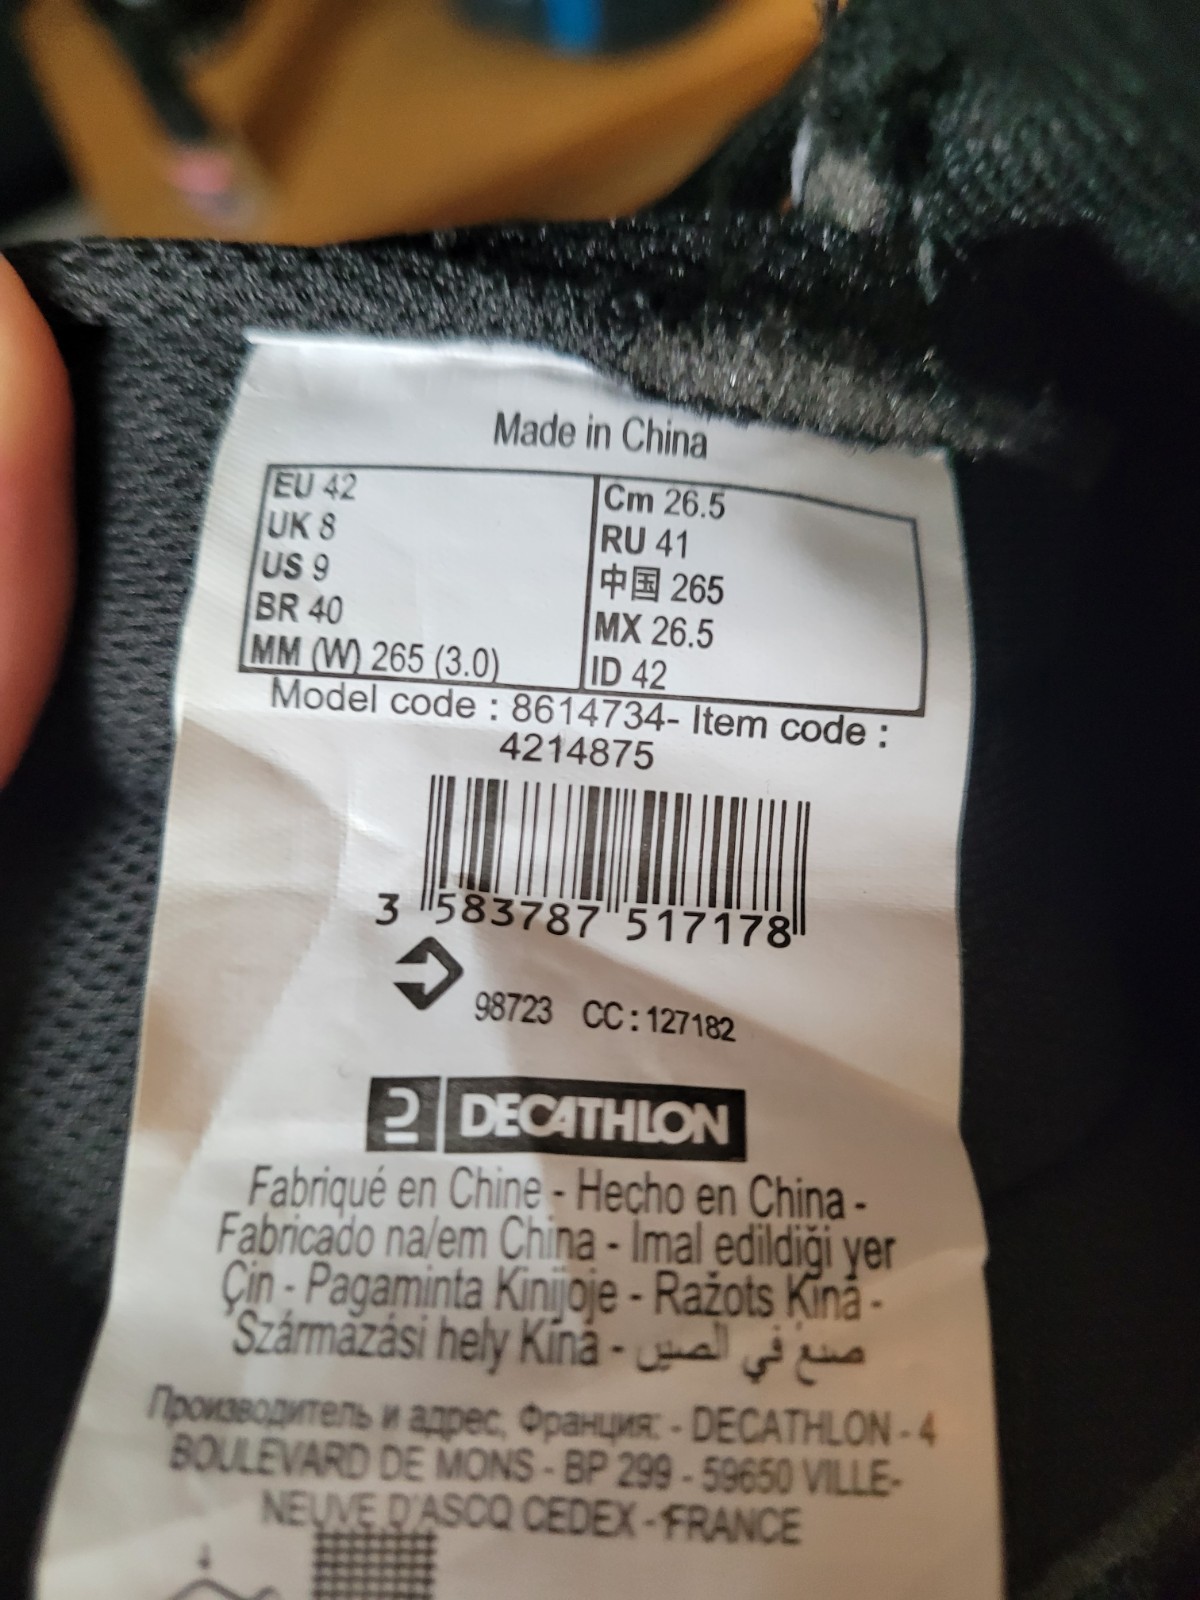 Made in China
EU 42
UK 8
US 9
BR 40
MM (W) 265 (3.0)
Cm 26.5
RU 41
中国 265
MX 26.5
ID 42
Model code : 8614734- Item code :
4214875
3 583787 517178
98723 CC : 127182
DECATHLON
Fabriqué en Chine - Hecho en China -
Fabricado na/em China - İmal edildiği yer
Çin - Pagaminta Kinijoje - Ražots Ķīnā -
Származási hely Kína - صنع في الصين
Производитель и адрес, Франция: - DECATHLON - 4
BOULEVARD DE MONS - BP 299 - 59650 VILLE-
NEUVE D'ASCQ CEDEX - FRANCE